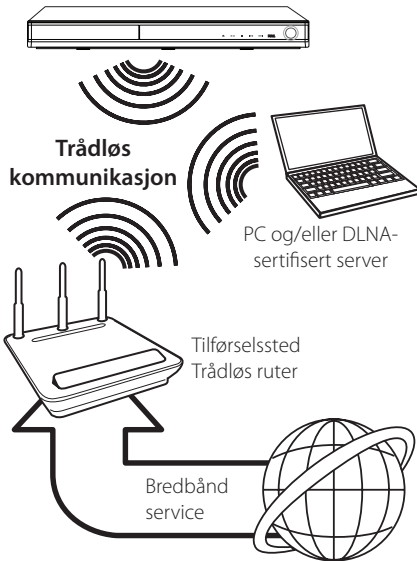 Trådløs
kommunikasjon
PC og/eller DLNA-
sertifisert server
Tilførselssted
Trådløs ruter
Bredbånd
service